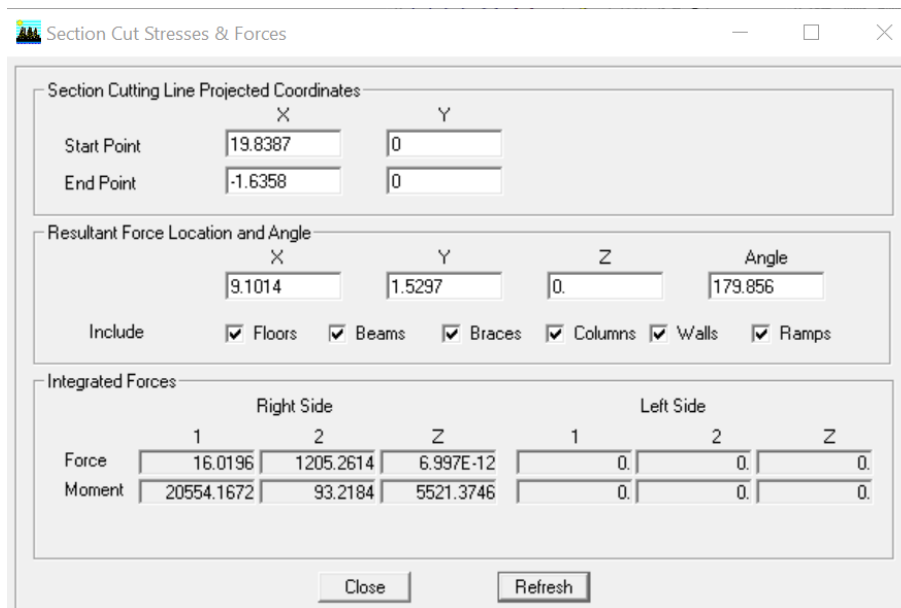 Section Cut Stresses & Forces
Section Cutting Line Projected Coordinates
X Y
Start Point 19.8387 0
End Point -1.6358 0
Resultant Force Location and Angle
X Y Z Angle
9.1014 1.5297 0. 179.856
Include Floors Beams Braces Columns Walls Ramps
Integrated Forces
Right Side Left Side
1 2 Z 1 2 Z
Force 16.0196 1205.2614 6.997E-12 0. 0. 0.
Moment 20554.1672 93.2184 5521.3746 0. 0. 0.
Close Refresh